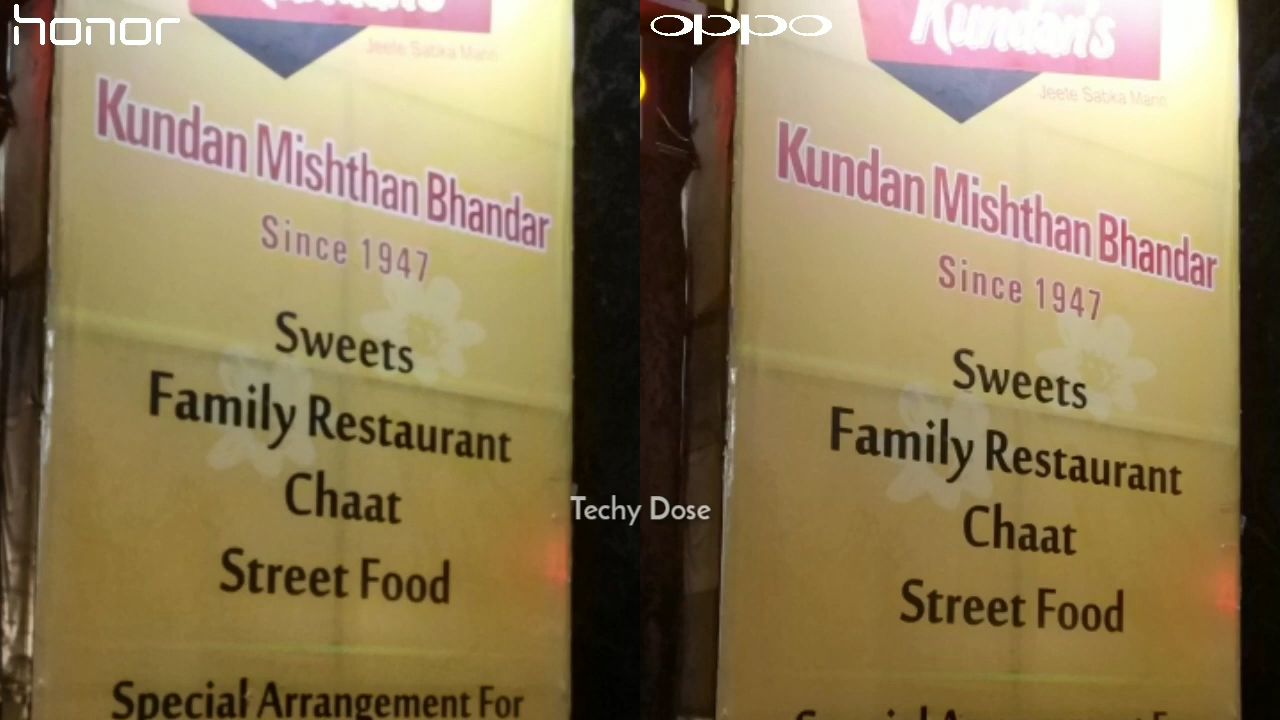 honor
Jeete Sabka Mann
Kundan Mishthan Bhandar
Since 1947
Sweets
Family Restaurant
Chaat
Street Food
Special Arrangement For
Techy Dose
oppo
Kundan's
Jeete Sabka Mann
Kundan Mishthan Bhandar
Since 1947
Sweets
Family Restaurant
Chaat
Street Food